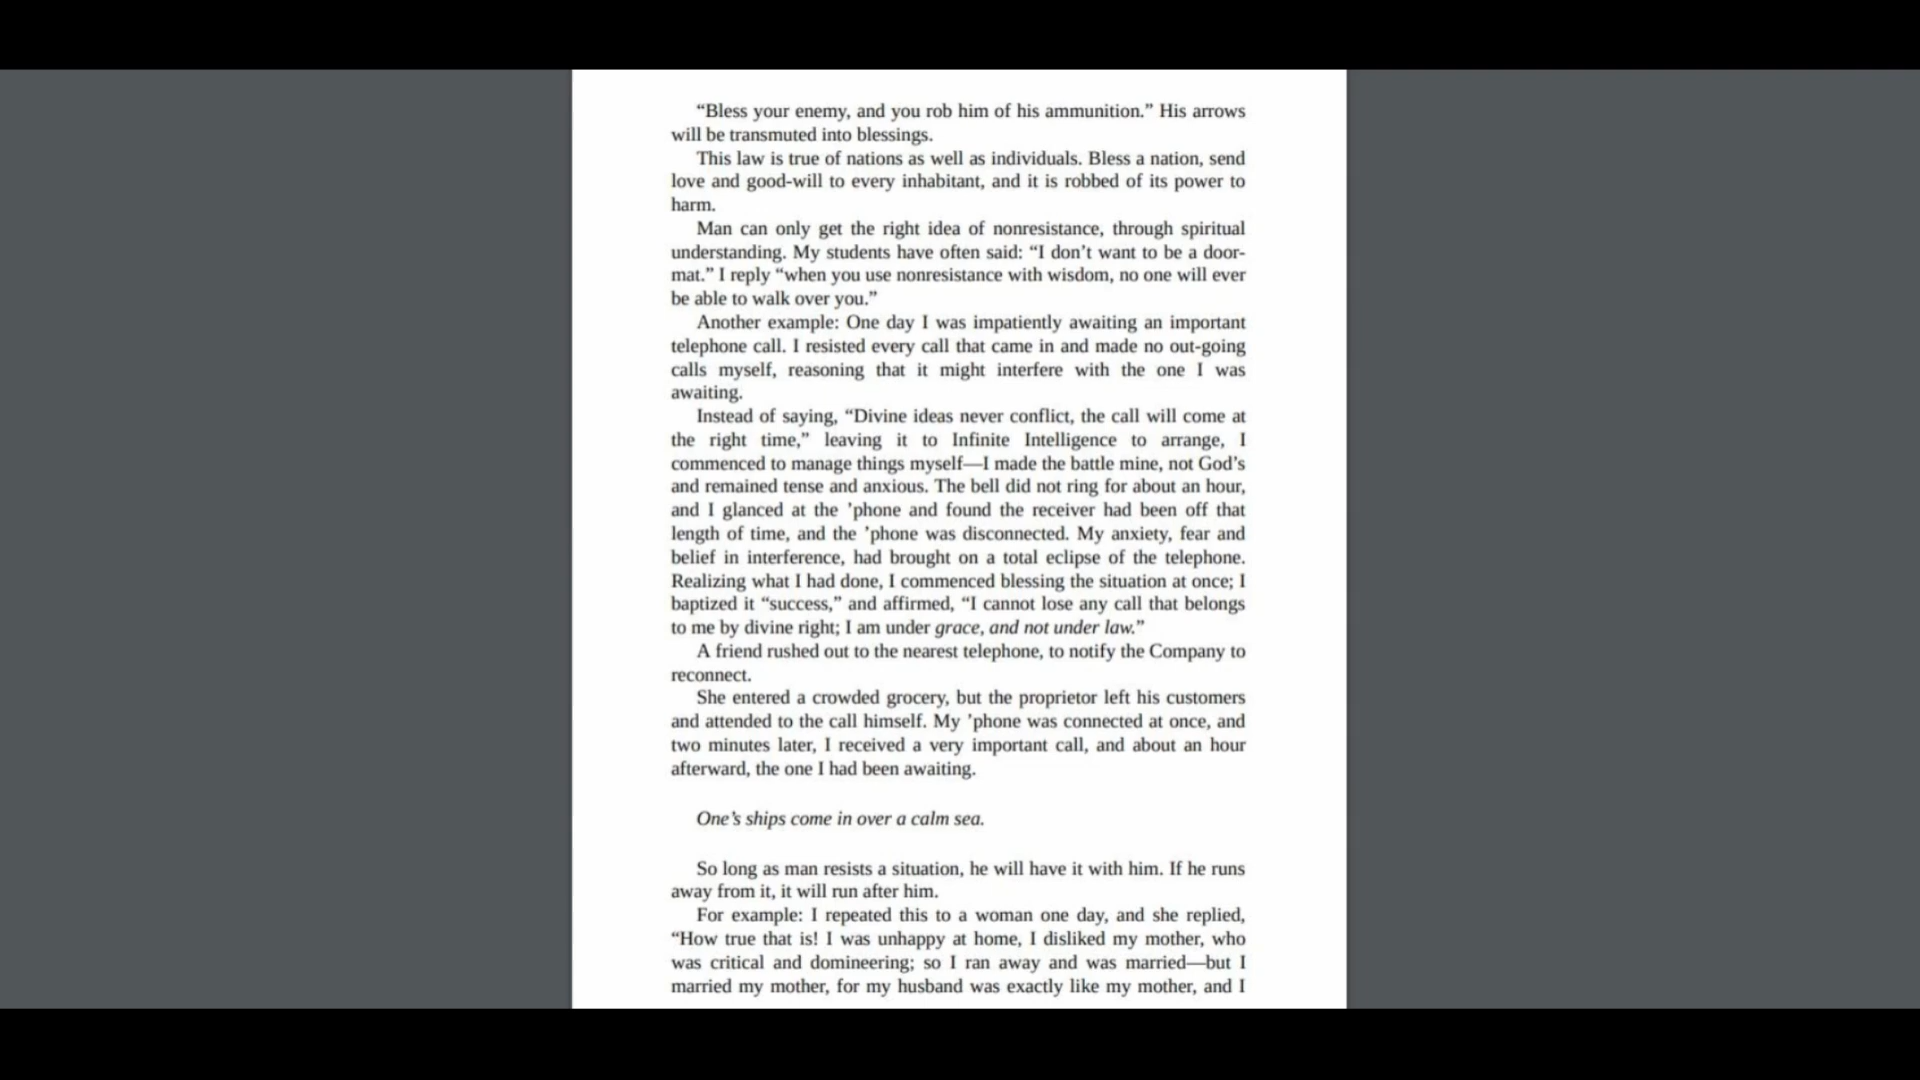 “Bless your enemy, and you rob him of his ammunition.” His arrows
will be transmuted into blessings.
This law is true of nations as well as individuals. Bless a nation, send
love and good-will to every inhabitant, and it is robbed of its power to
harm.
Man can only get the right idea of nonresistance, through spiritual
understanding. My students have often said: “I don’t want to be a door-
mat.” I reply “when you use nonresistance with wisdom, no one will ever
be able to walk over you.”
Another example: One day I was impatiently awaiting an important
telephone call. I resisted every call that came in and made no out-going
calls myself, reasoning that it might interfere with the one I was
awaiting.
Instead of saying, “Divine ideas never conflict, the call will come at
the right time,” leaving it to Infinite Intelligence to arrange, I
commenced to manage things myself—I made the battle mine, not God’s
and remained tense and anxious. The bell did not ring for about an hour,
and I glanced at the ’phone and found the receiver had been off that
length of time, and the ’phone was disconnected. My anxiety, fear and
belief in interference, had brought on a total eclipse of the telephone.
Realizing what I had done, I commenced blessing the situation at once; I
baptized it “success,” and affirmed, “I cannot lose any call that belongs
to me by divine right; I am under grace, and not under law.”
A friend rushed out to the nearest telephone, to notify the Company to
reconnect.
She entered a crowded grocery, but the proprietor left his customers
and attended to the call himself. My ’phone was connected at once, and
two minutes later, I received a very important call, and about an hour
afterward, the one I had been awaiting.
One’s ships come in over a calm sea.
So long as man resists a situation, he will have it with him. If he runs
away from it, it will run after him.
For example: I repeated this to a woman one day, and she replied,
“How true that is! I was unhappy at home, I disliked my mother, who
was critical and domineering; so I ran away and was married—but I
married my mother, for my husband was exactly like my mother, and I